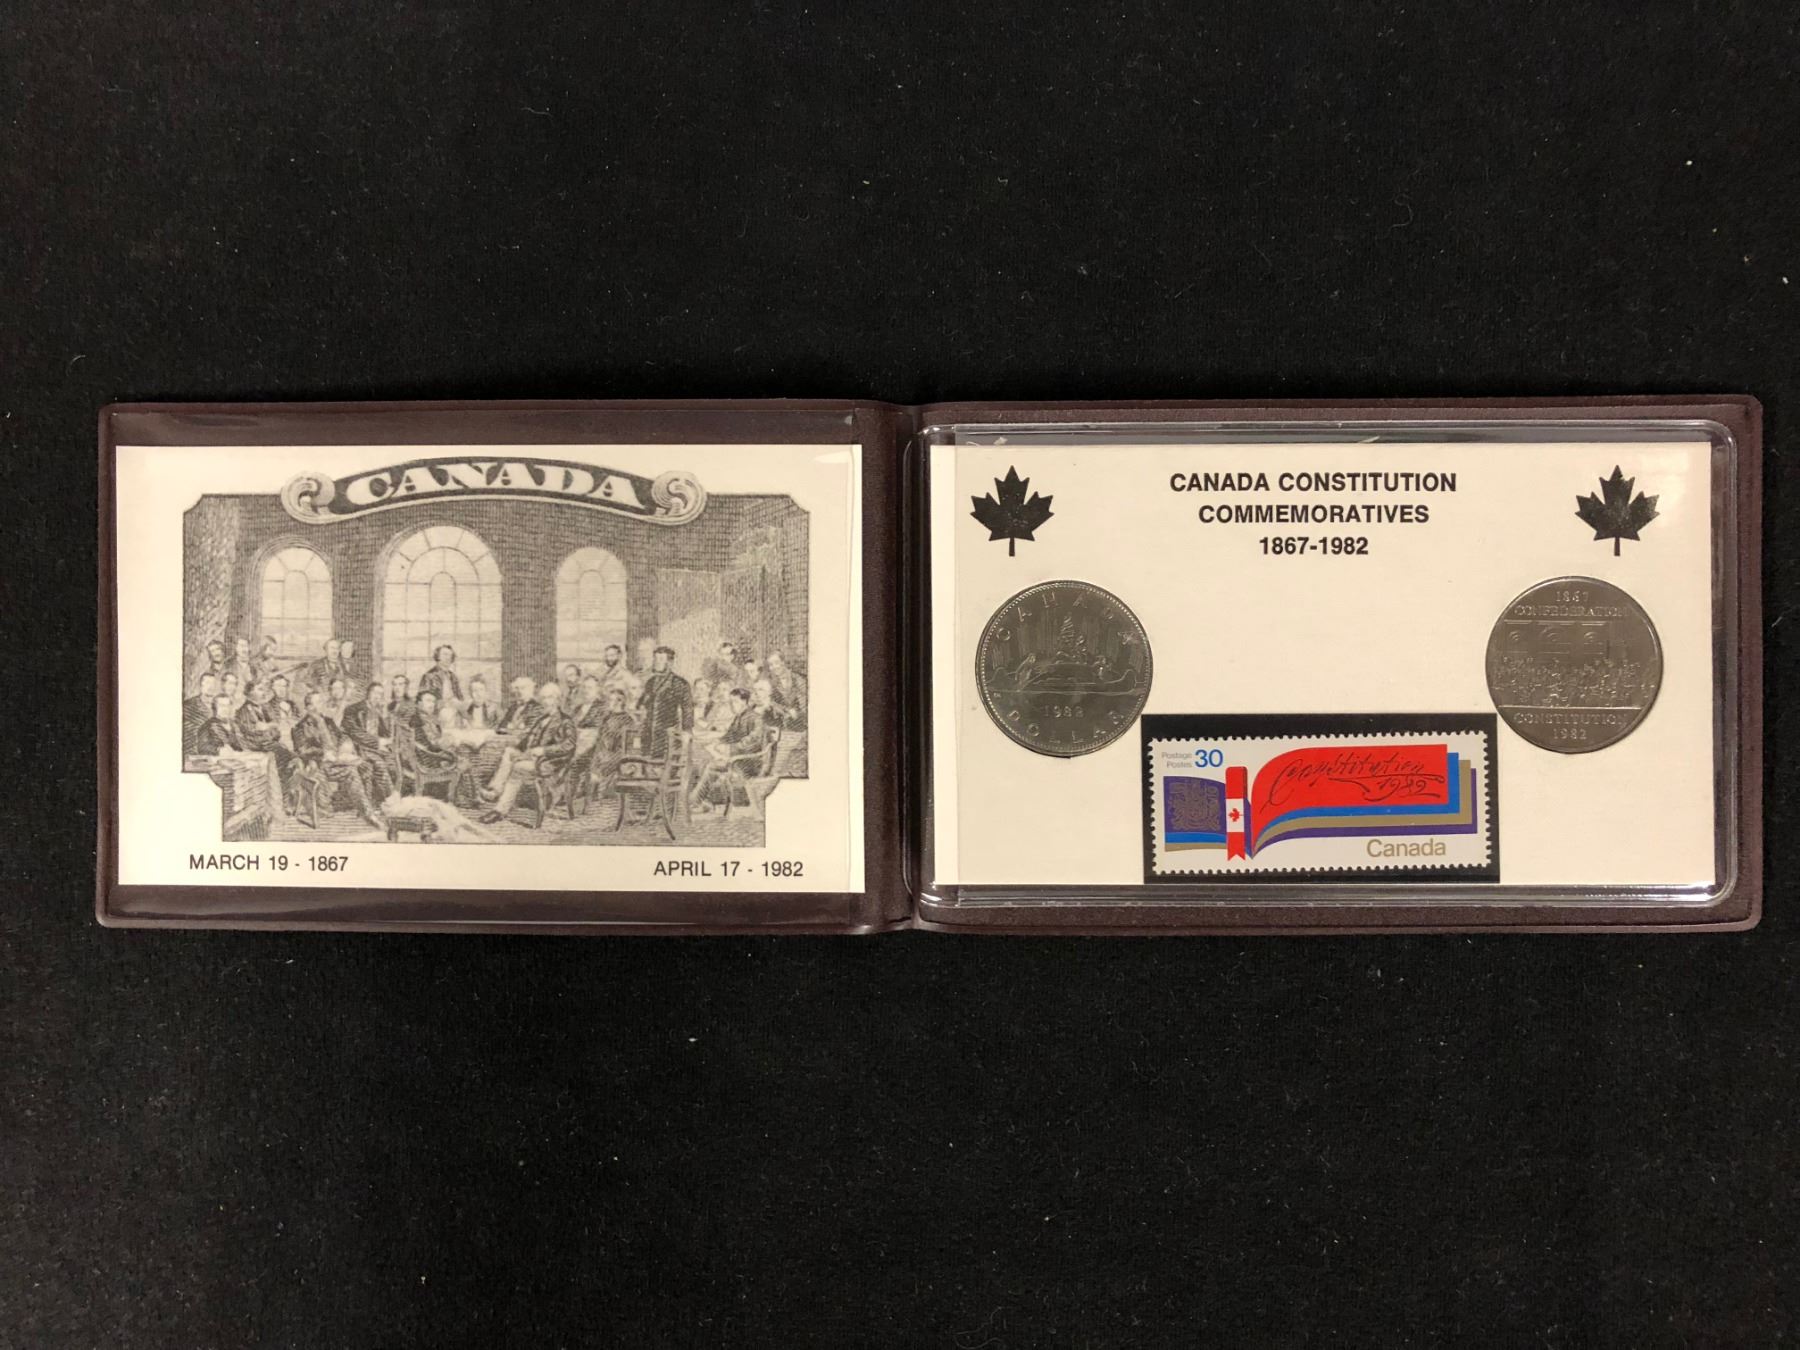 CANADA
MARCH 19 - 1867
APRIL 17 - 1982
CANADA CONSTITUTION
COMMEMORATIVES
1867-1982
CANADA
1982
DOLLAR
1867
CONFEDERATION
CONSTITUTION
1982
Postage
Postes
30
Constitution
1982
Canada